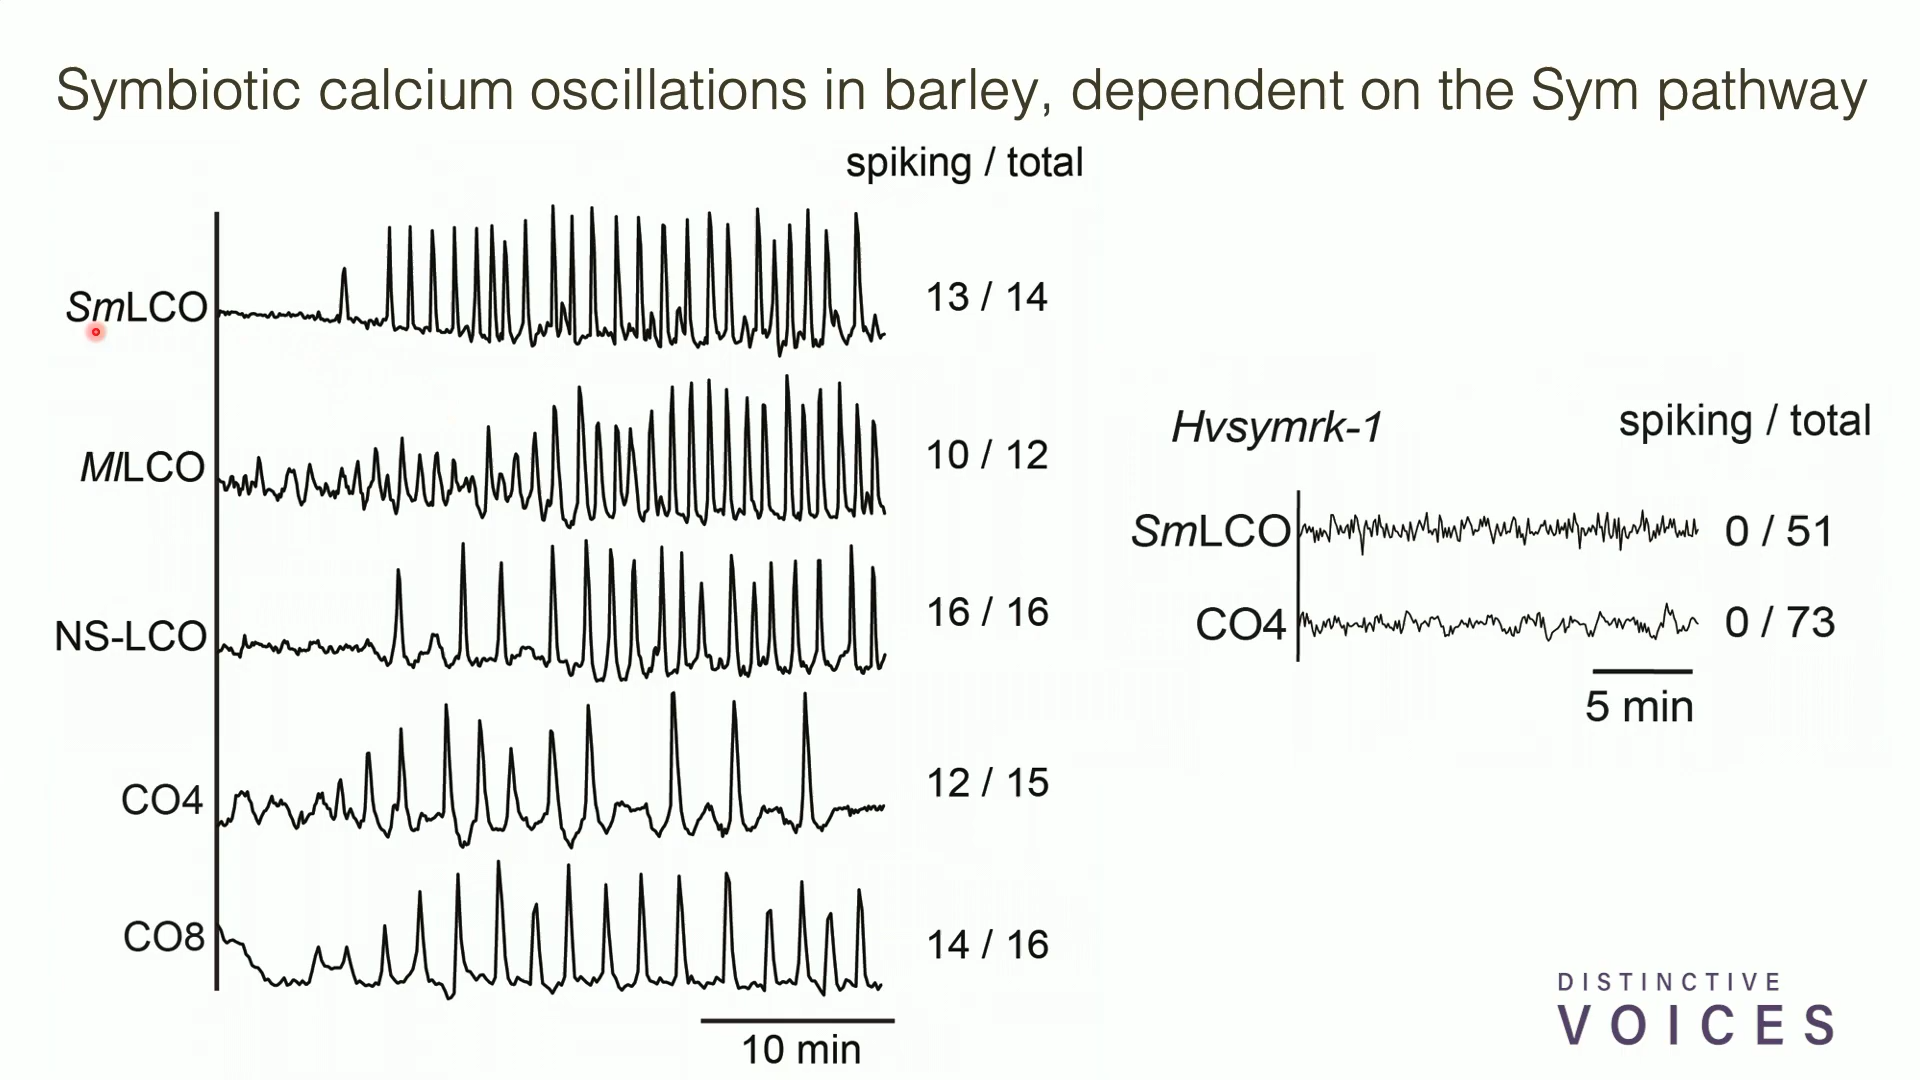 Symbiotic calcium oscillations in barley, dependent on the Sym pathway
spiking / total
SmLCO 13 / 14
MlLCO 10 / 12
NS-LCO 16 / 16
CO4 12 / 15
CO8 14 / 16
10 min
Hvsymrk-1 spiking / total
SmLCO 0 / 51
CO4 0 / 73
5 min
DISTINCTIVE
VOICES